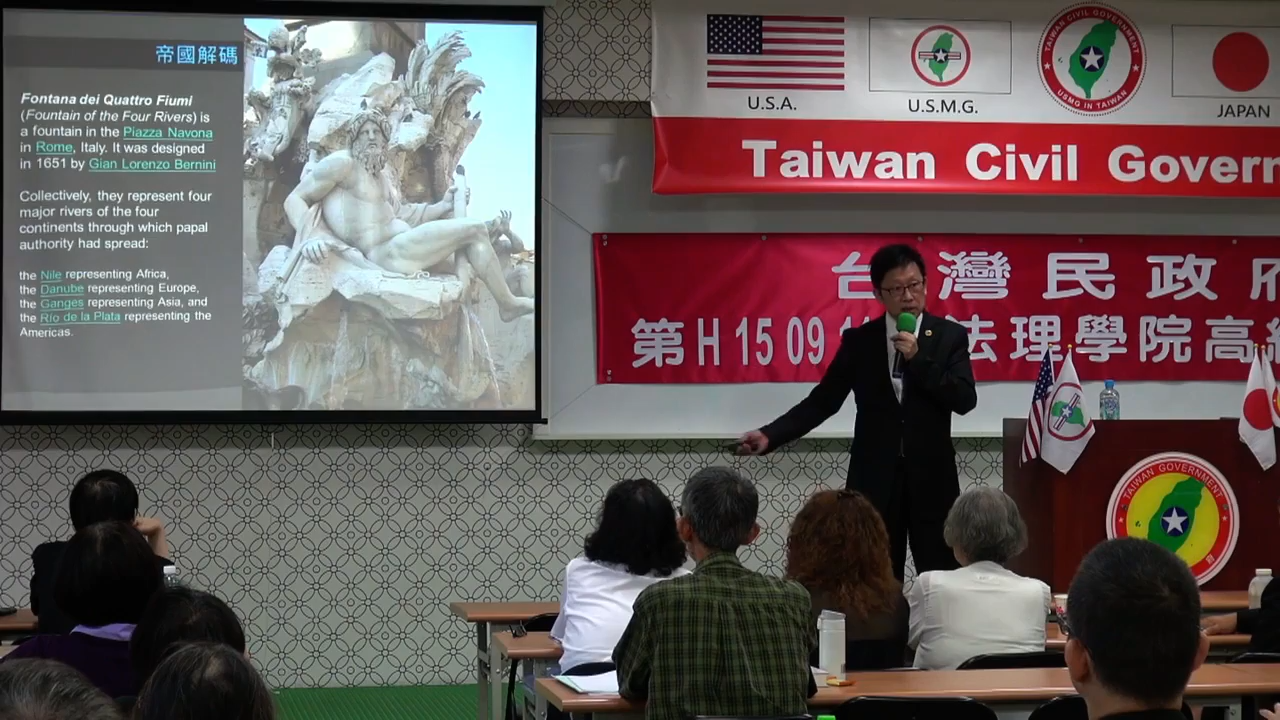 帝國解碼
Fontana dei Quattro Fiumi
(Fountain of the Four Rivers) is
a fountain in the Piazza Navona
in Rome, Italy. It was designed
in 1651 by Gian Lorenzo Bernini
Collectively, they represent four
major rivers of the four
continents through which papal
authority had spread:
the Nile representing Africa,
the Danube representing Europe,
the Ganges representing Asia, and
the Río de la Plata representing the
Americas.
U.S.A.
U.S.M.G.
TAIWAN CIVIL GOVERNMENT
USMG IN TAIWAN
JAPAN
Taiwan Civil Govern
台灣民政府
第H 15 09
法理學院高
TAIWAN GOVERNMENT